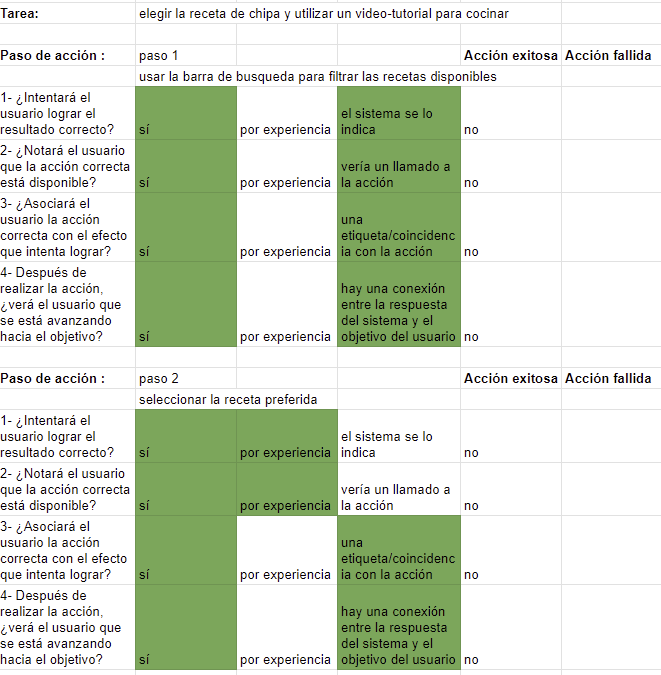 Tarea: elegir la receta de chipa y utilizar un video-tutorial para cocinar
Paso de acción : paso 1 Acción exitosa Acción fallida
usar la barra de busqueda para filtrar las recetas disponibles
1- ¿Intentará el
usuario lograr el
resultado correcto? sí por experiencia el sistema se lo
indica no
2- ¿Notará el usuario
que la acción correcta
está disponible? sí por experiencia vería un llamado a
la acción no
3- ¿Asociará el
usuario la acción
correcta con el efecto
que intenta lograr? sí por experiencia una
etiqueta/coincidenc
ia con la acción no
4- Después de
realizar la acción,
¿verá el usuario que
se está avanzando
hacia el objetivo? sí por experiencia hay una conexión
entre la respuesta
del sistema y el
objetivo del usuario no
Paso de acción : paso 2 Acción exitosa Acción fallida
seleccionar la receta preferida
1- ¿Intentará el
usuario lograr el
resultado correcto? sí por experiencia el sistema se lo
indica no
2- ¿Notará el usuario
que la acción correcta
está disponible? sí por experiencia vería un llamado a
la acción no
3- ¿Asociará el
usuario la acción
correcta con el efecto
que intenta lograr? sí por experiencia una
etiqueta/coincidenc
ia con la acción no
4- Después de
realizar la acción,
¿verá el usuario que
se está avanzando
hacia el objetivo? sí por experiencia hay una conexión
entre la respuesta
del sistema y el
objetivo del usuario no